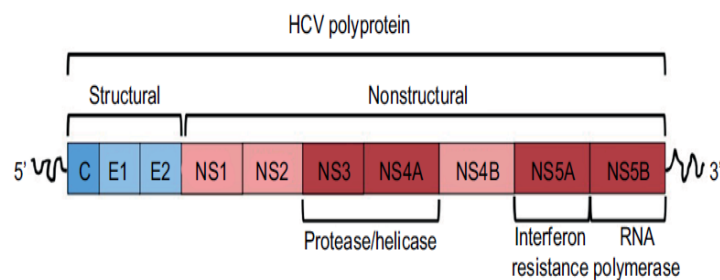 HCV polyprotein
Structural Nonstructural
5' C E1 E2 NS1 NS2 NS3 NS4A NS4B NS5A NS5B 3'
Protease/helicase Interferon RNA
resistance polymerase